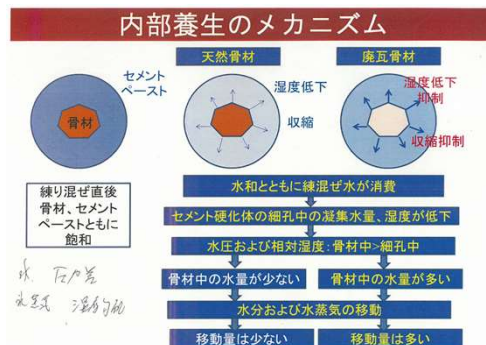 内部養生のメカニズム
天然骨材
廃瓦骨材
セメント
ペースト
骨材
湿度低下
収縮
湿度低下
抑制
収縮抑制
練り混ぜ直後
骨材、セメント
ペーストともに
飽和
水和とともに練混ぜ水が消費
セメント硬化体の細孔中の凝集水量、湿度が低下
水圧および相対湿度：骨材中>細孔中
骨材中の水量が少ない
骨材中の水量が多い
水分および水蒸気の移動
移動量は少ない
移動量は多い
水 圧力差
水蒸気